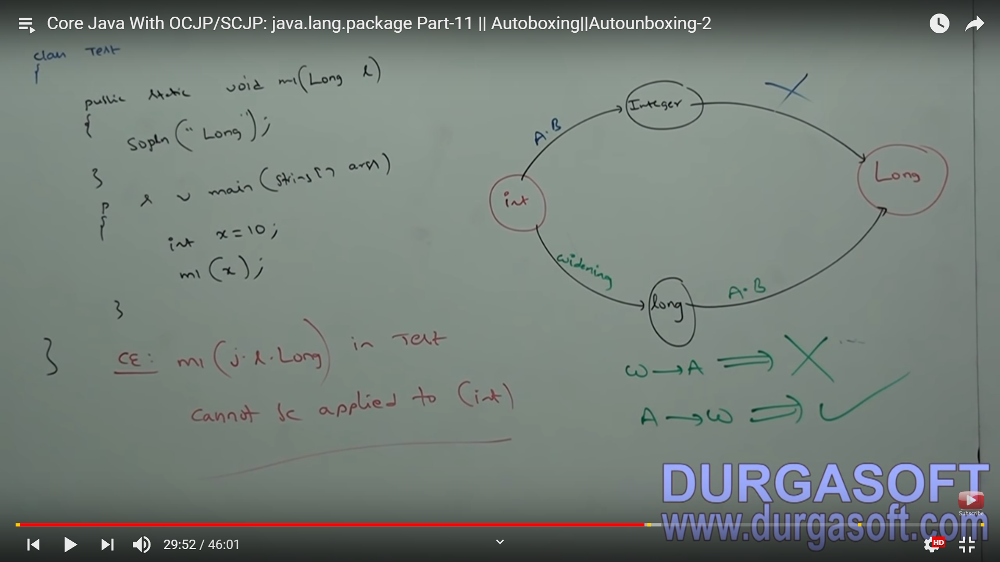 Core Java With OCJP/SCJP: java.lang.package Part-11 || Autoboxing||Autounboxing-2
class Test
{
public static void m1(Long l)
{
Sopln("Long");
}
p s v main(String[] args)
{
int x=10;
m1(x);
}
}
CE: m1(j.l.Long) in Test
cannot be applied to (int)
Integer
A.B
int
Long
widening
long
A.B
W→A ⟹ X
A→W ⟹ ✓
DURGASOFT
www.durgasoft.com
Subscribe
29:52 / 46:01
HD